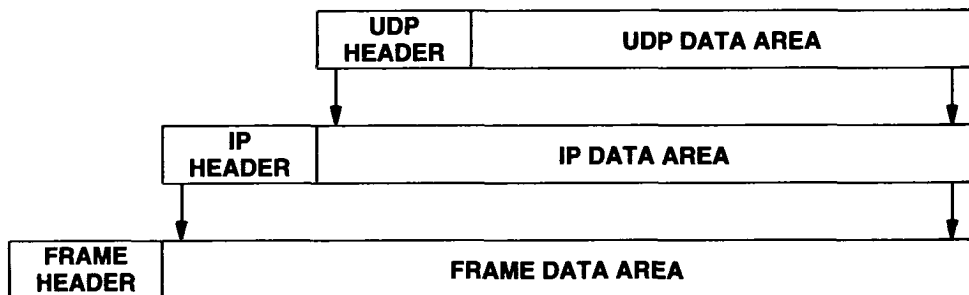 UDP
HEADER
UDP DATA AREA
IP
HEADER
IP DATA AREA
FRAME
HEADER
FRAME DATA AREA